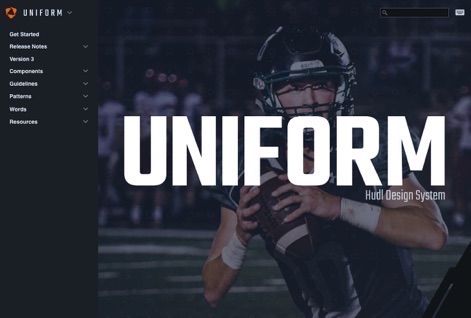 UNIFORM
Get Started
Release Notes
Version 3
Components
Guidelines
Patterns
Words
Resources
UNIFORM
Hudl Design System